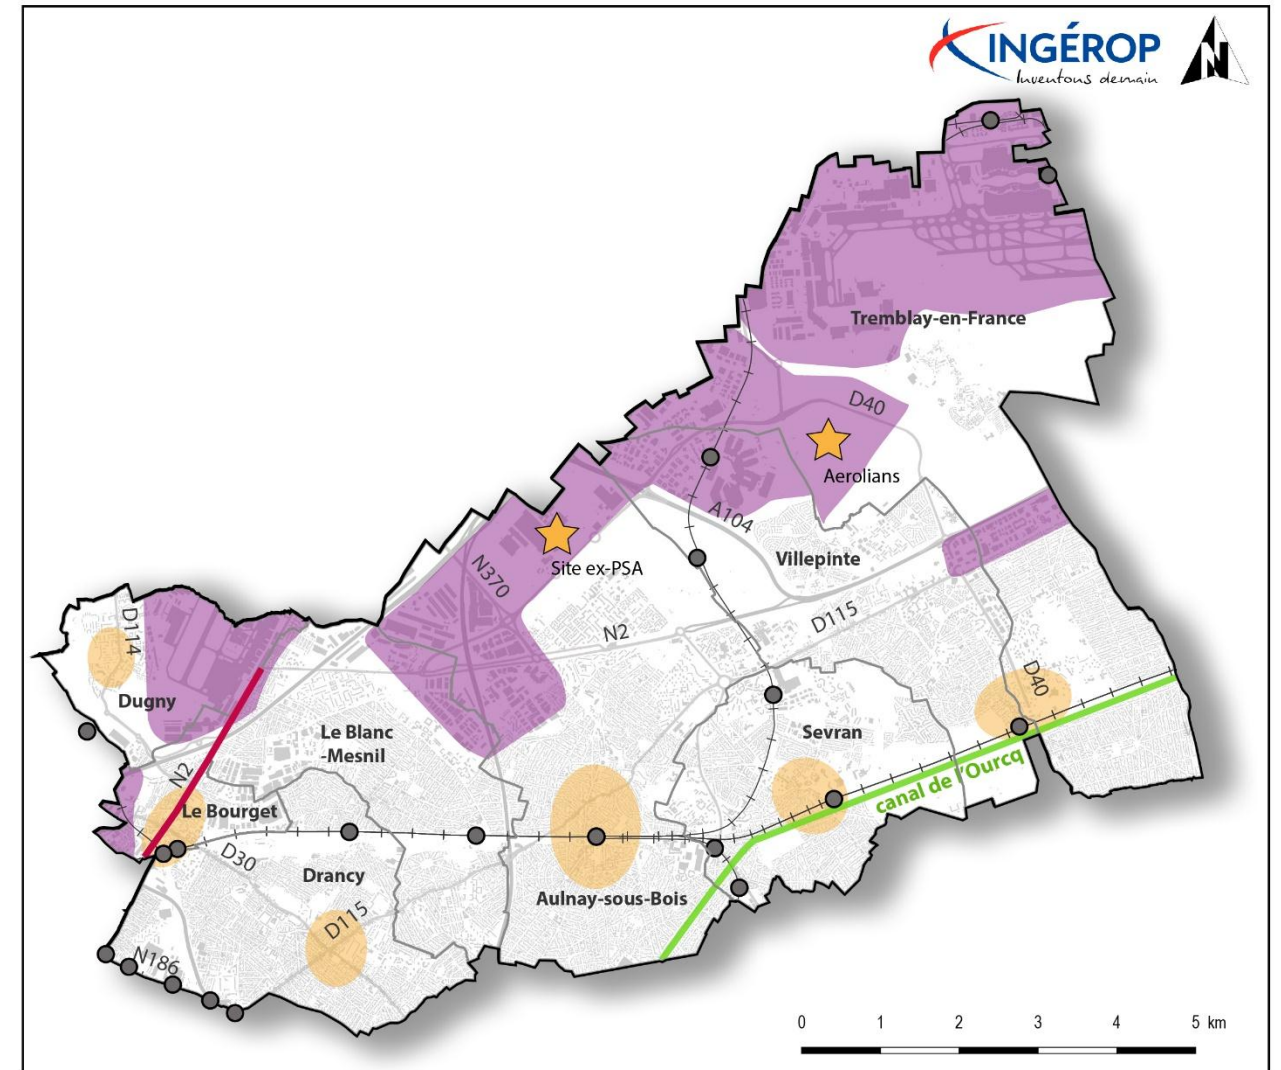 INGÉROP
Inventons demain
N
Tremblay-en-France
D40
Aerolians
A104
Site ex-PSA
Villepinte
N370
D115
N2
D114
Dugny
D40
Le Blanc
-Mesnil
Sevran
N2
canal de l'Ourcq
Le Bourget
D30
Drancy
Aulnay-sous-Bois
D115
N186
0 1 2 3 4 5 km